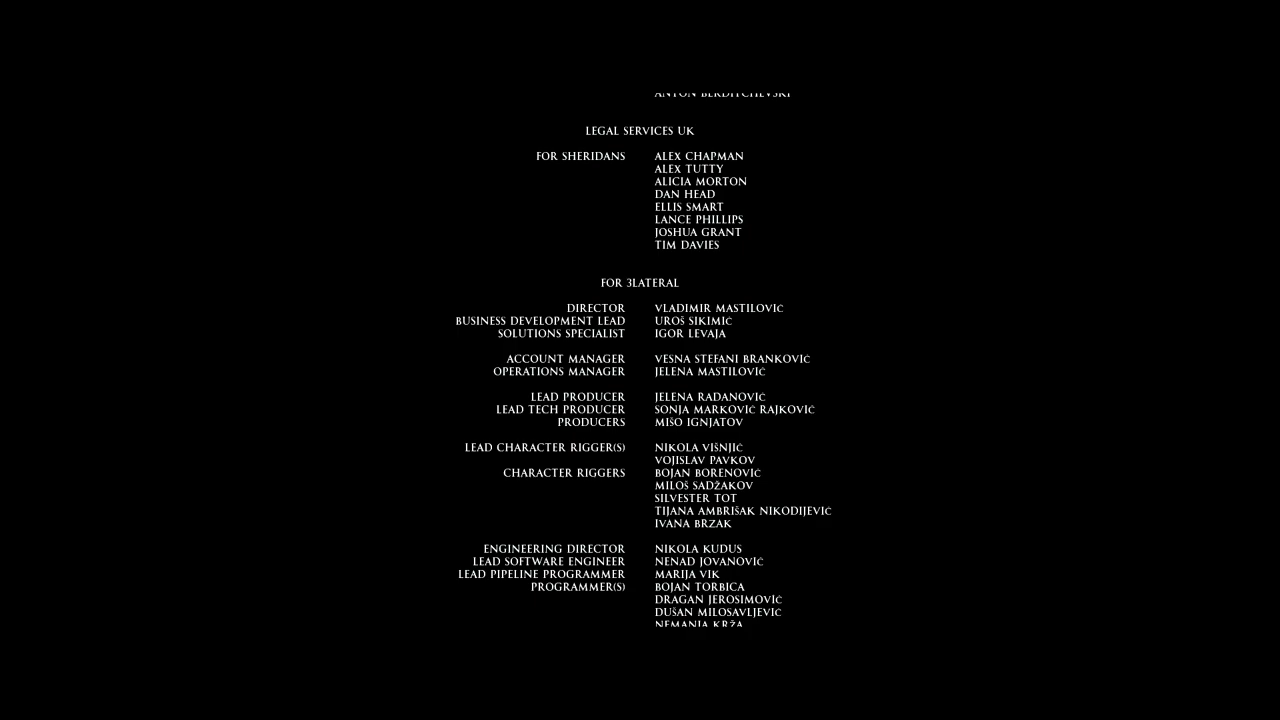 ANTON BERDITCHEVSKI
LEGAL SERVICES UK
FOR SHERIDANS ALEX CHAPMAN
ALEX TUTTY
ALICIA MORTON
DAN HEAD
ELLIS SMART
LANCE PHILLIPS
JOSHUA GRANT
TIM DAVIES
FOR 3LATERAL
DIRECTOR VLADIMIR MASTILOVIĆ
BUSINESS DEVELOPMENT LEAD UROŠ SIKIMIĆ
SOLUTIONS SPECIALIST IGOR LEVAJA
ACCOUNT MANAGER VESNA STEFANI BRANKOVIĆ
OPERATIONS MANAGER JELENA MASTILOVIĆ
LEAD PRODUCER JELENA RADANOVIĆ
LEAD TECH PRODUCER SONJA MARKOVIĆ RAJKOVIĆ
PRODUCERS MIŠO IGNJATOV
LEAD CHARACTER RIGGER(S) NIKOLA VIŠNJIĆ
VOJISLAV PAVKOV
CHARACTER RIGGERS BOJAN BORENOVIĆ
MILOŠ SADŽAKOV
SILVESTER TOT
TIJANA AMBRIŠAK NIKODIJEVIĆ
IVANA BRZAK
ENGINEERING DIRECTOR NIKOLA KUDUS
LEAD SOFTWARE ENGINEER NENAD JOVANOVIĆ
LEAD PIPELINE PROGRAMMER MARIJA VIK
PROGRAMMER(S) BOJAN TORBICA
DRAGAN JEROSIMOVIĆ
DUŠAN MILOSAVLJEVIĆ
NEMANJA KRŽA